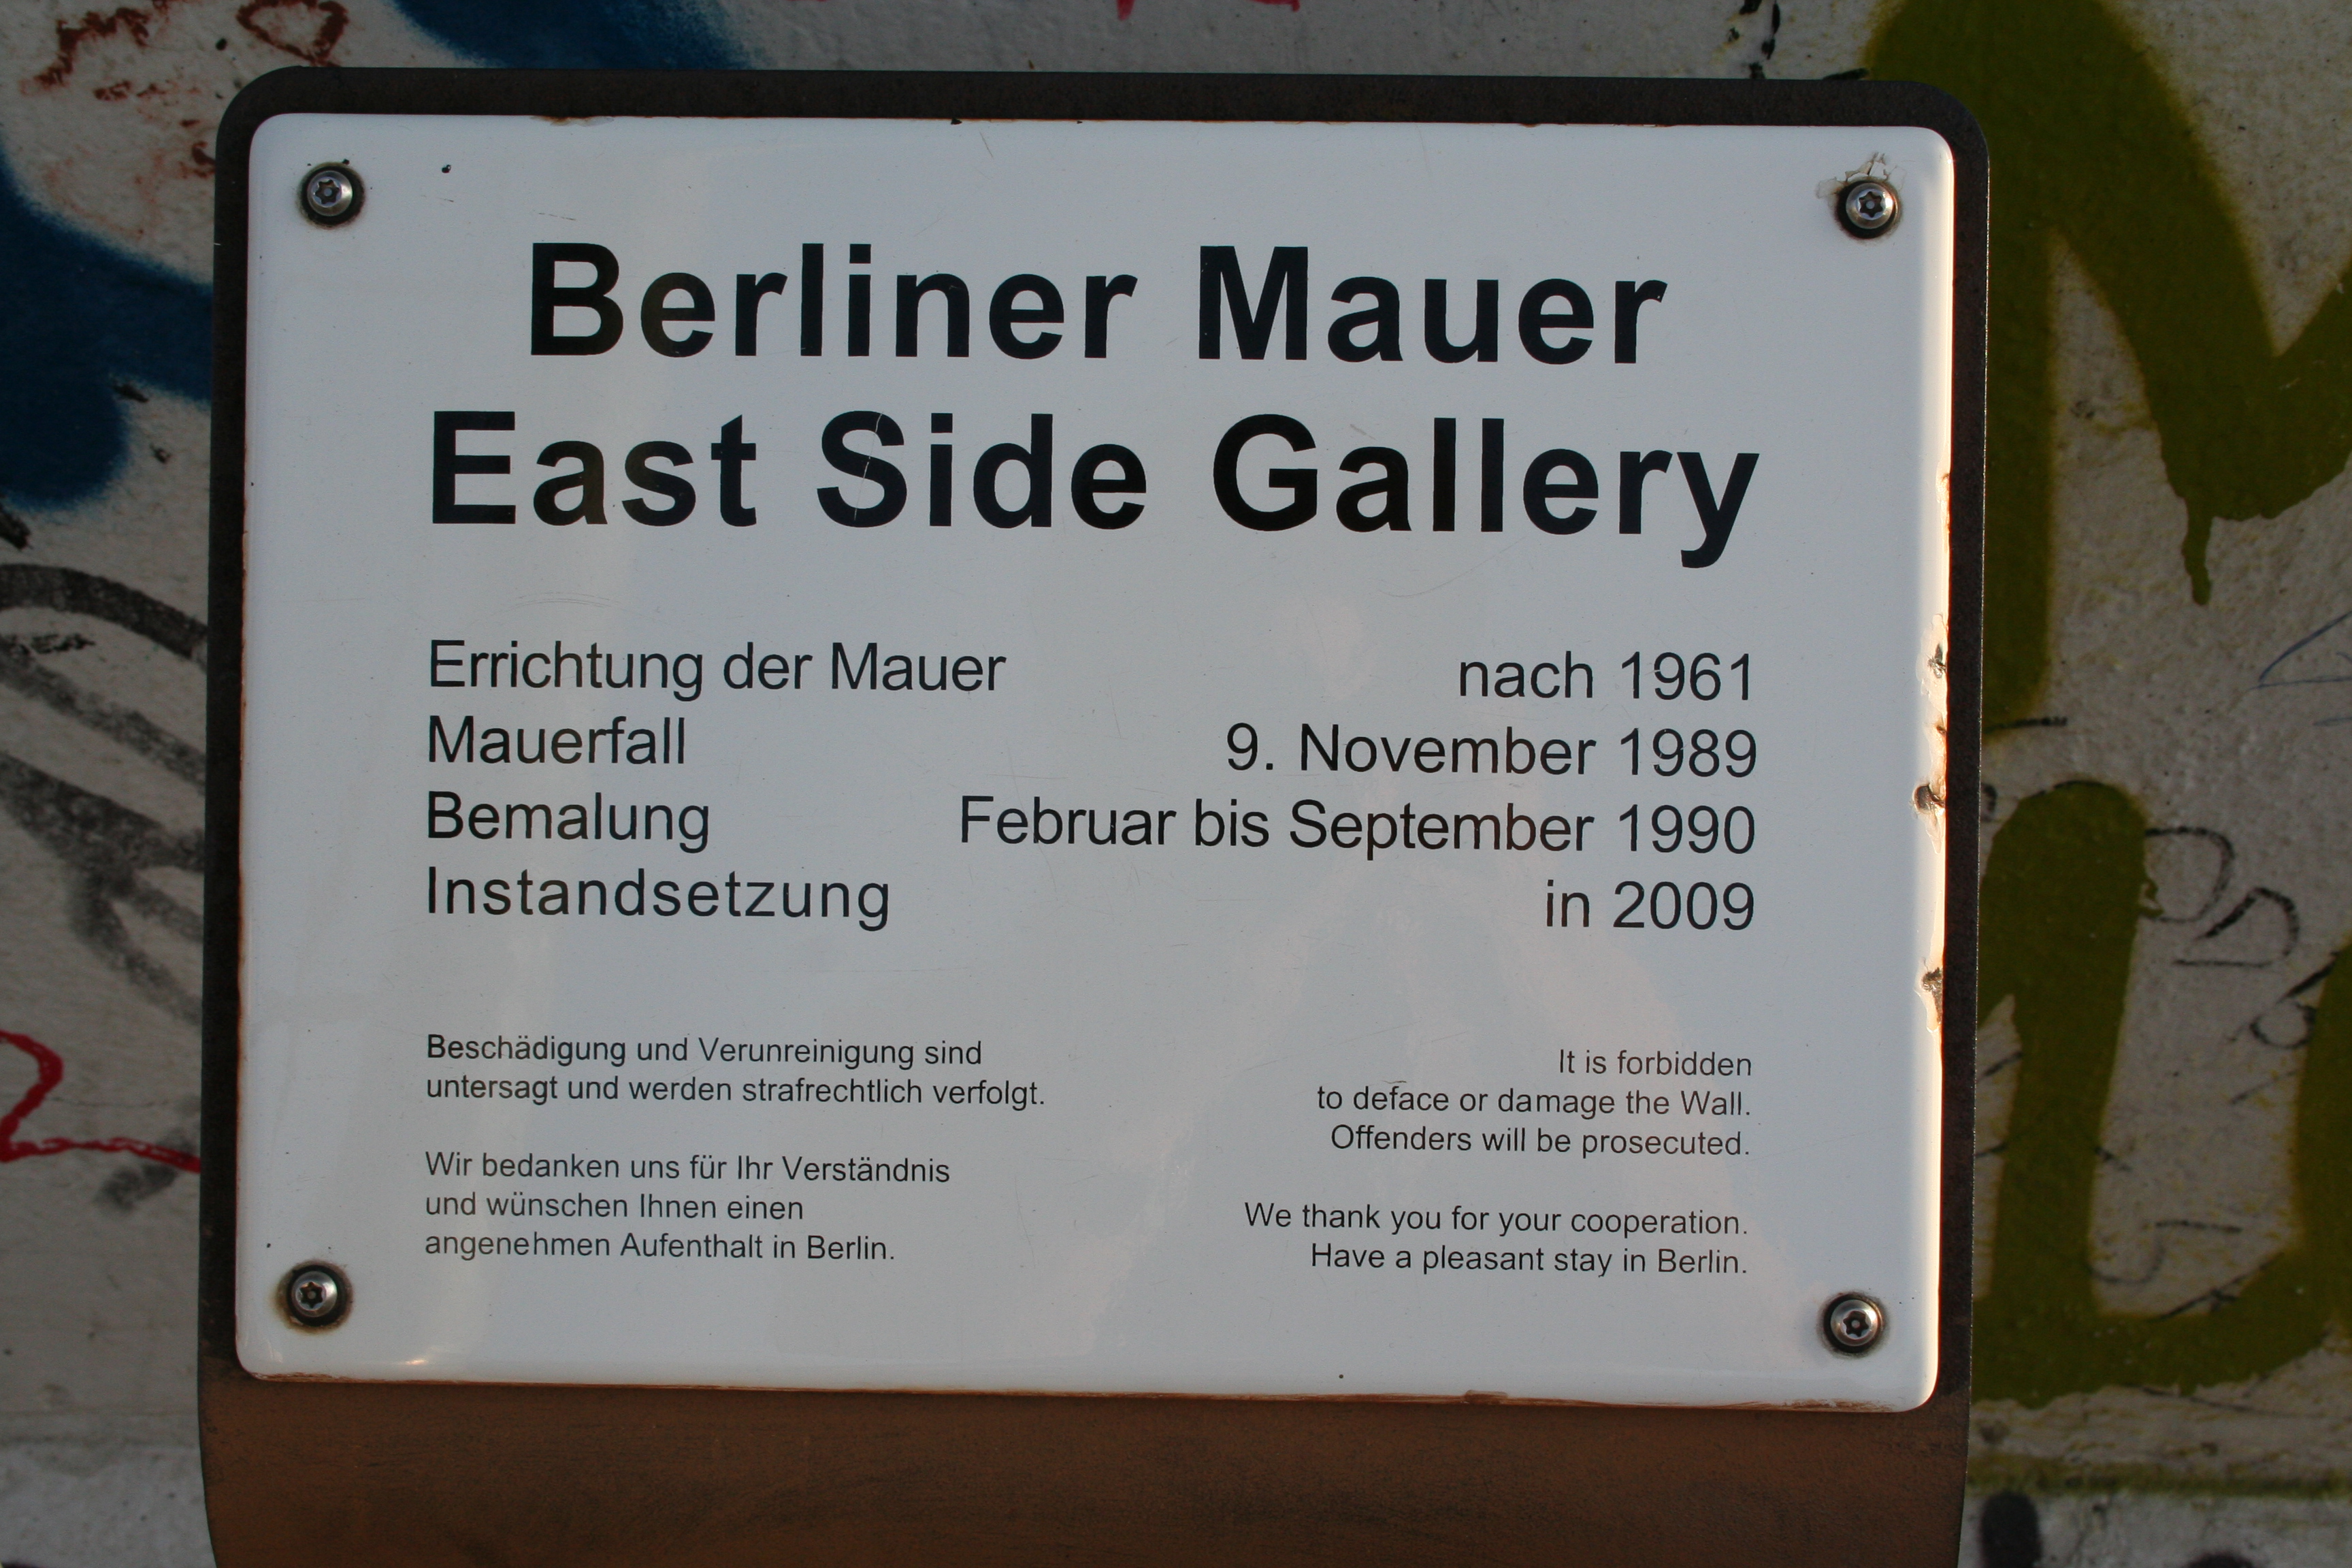 Berliner Mauer
East Side Gallery
Errichtung der Mauer nach 1961
Mauerfall 9. November 1989
Bemalung Februar bis September 1990
Instandsetzung in 2009
Beschädigung und Verunreinigung sind
untersagt und werden strafrechtlich verfolgt.
Wir bedanken uns für Ihr Verständnis
und wünschen Ihnen einen
angenehmen Aufenthalt in Berlin.
It is forbidden
to deface or damage the Wall.
Offenders will be prosecuted.
We thank you for your cooperation.
Have a pleasant stay in Berlin.